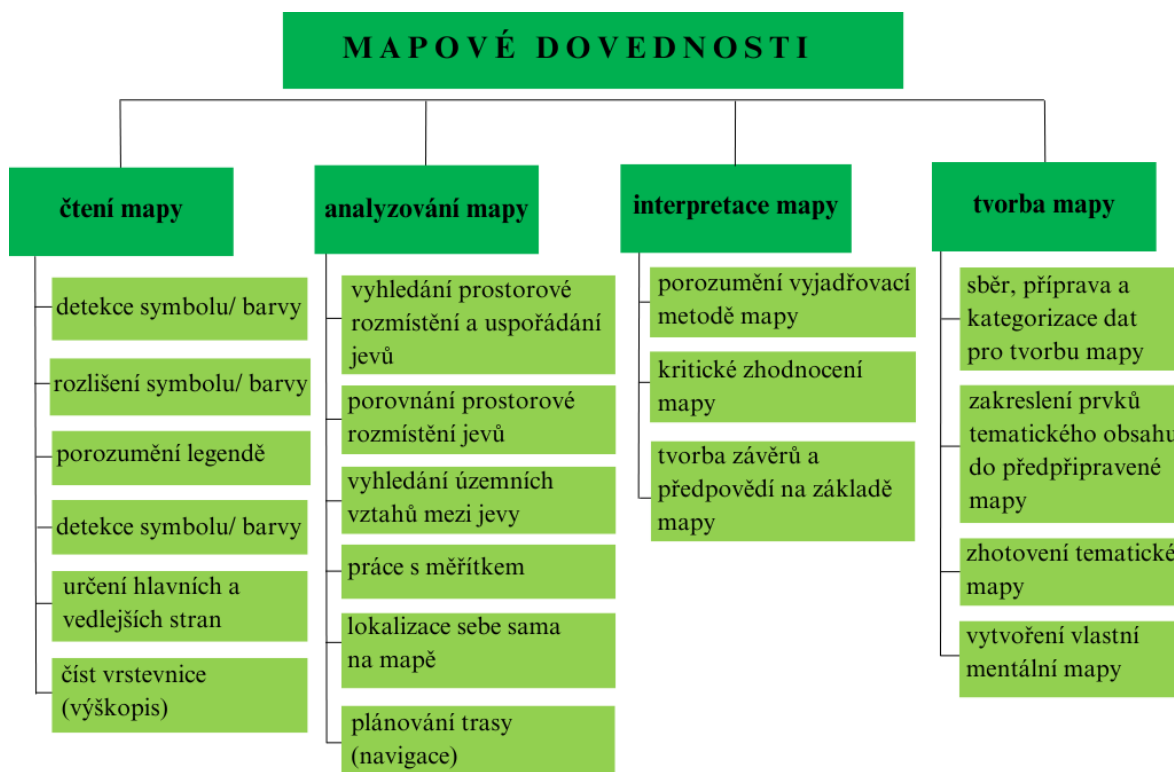 MAPOVÉ DOVEDNOSTI
čtení mapy
detekce symbolu/ barvy
rozlišení symbolu/ barvy
porozumění legendě
detekce symbolu/ barvy
určení hlavních a
vedlejších stran
číst vrstevnice
(výškopis)
analyzování mapy
vyhledání prostorové
rozmístění a uspořádání
jevů
porovnání prostorové
rozmístění jevů
vyhledání územních
vztahů mezi jevy
práce s měřítkem
lokalizace sebe sama
na mapě
plánování trasy
(navigace)
interpretace mapy
porozumění vyjadřovací
metodě mapy
kritické zhodnocení
mapy
tvorba závěrů a
předpovědí na základě
mapy
tvorba mapy
sběr, příprava a
kategorizace dat
pro tvorbu mapy
zakreslení prvků
tematického obsahu
do předpřipravené
mapy
zhotovení tematické
mapy
vytvoření vlastní
mentální mapy